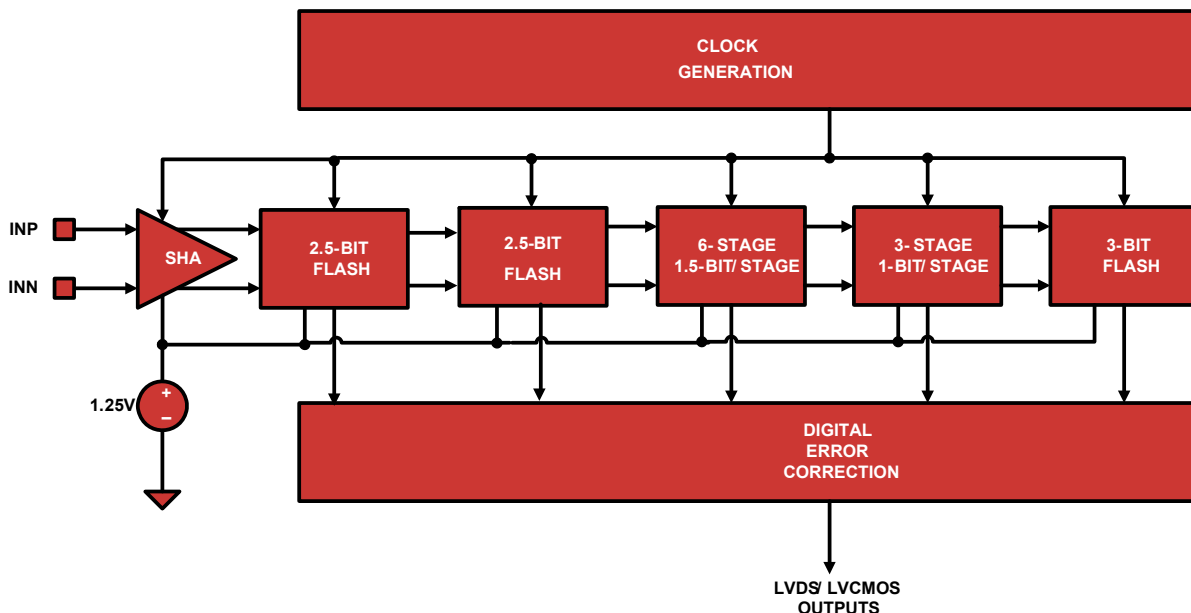 CLOCK
GENERATION
INP
INN
SHA
2.5-BIT
FLASH
2.5-BIT
FLASH
6- STAGE
1.5-BIT/ STAGE
3- STAGE
1-BIT/ STAGE
3-BIT
FLASH
1.25V
+
−
DIGITAL
ERROR
CORRECTION
LVDS/ LVCMOS
OUTPUTS